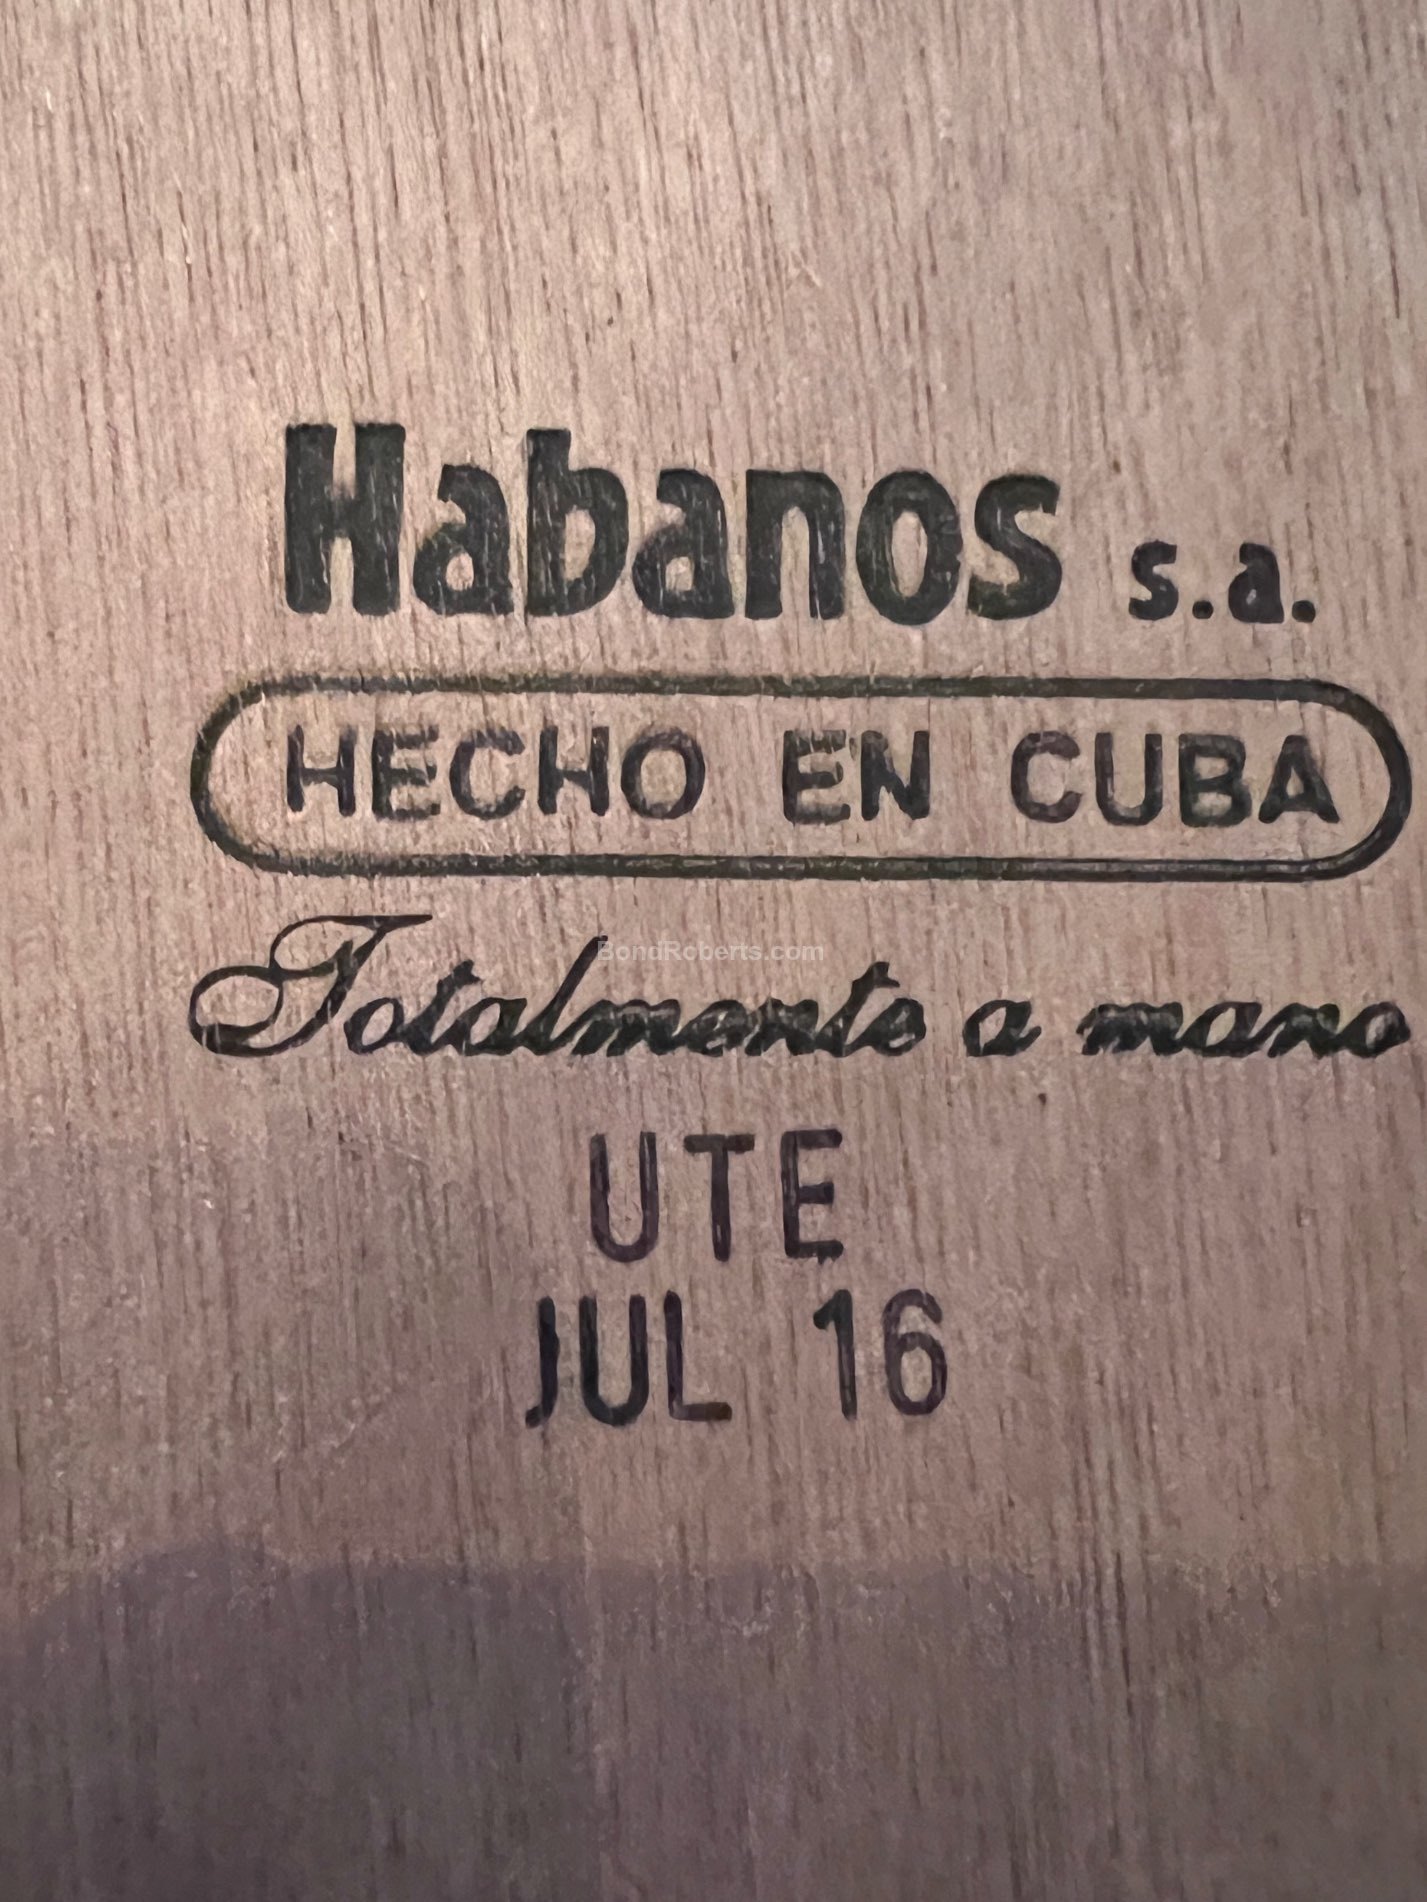 Habanos s.a.
HECHO EN CUBA
BondRoberts.com
Totalmente a mano
UTE
JUL 16